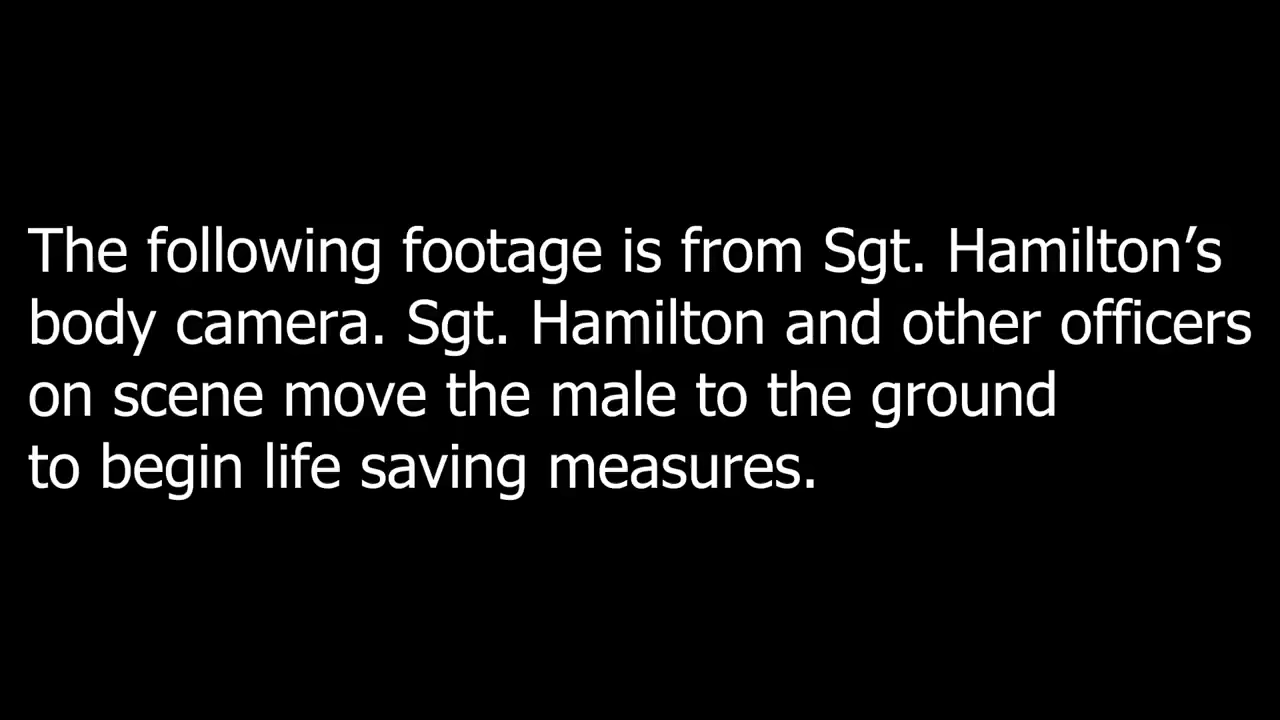 The following footage is from Sgt. Hamilton’s
body camera. Sgt. Hamilton and other officers
on scene move the male to the ground
to begin life saving measures.